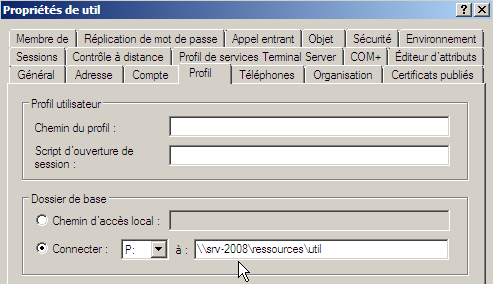 Propriétés de util
Membre de Réplication de mot de passe Appel entrant Objet Sécurité Environnement
Sessions Contrôle à distance Profil de services Terminal Server COM+ Éditeur d'attributs
Général Adresse Compte Profil Téléphones Organisation Certificats publiés
Profil utilisateur
Chemin du profil :
Script d'ouverture de
session :
Dossier de base
Chemin d'accès local :
Connecter : P: à : \\srv-2008\ressources\util